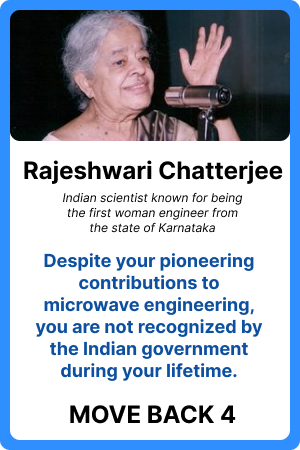 Rajeshwari Chatterjee
Indian scientist known for being
the first woman engineer from
the state of Karnataka
Despite your pioneering
contributions to
microwave engineering,
you are not recognized by
the Indian government
during your lifetime.
MOVE BACK 4